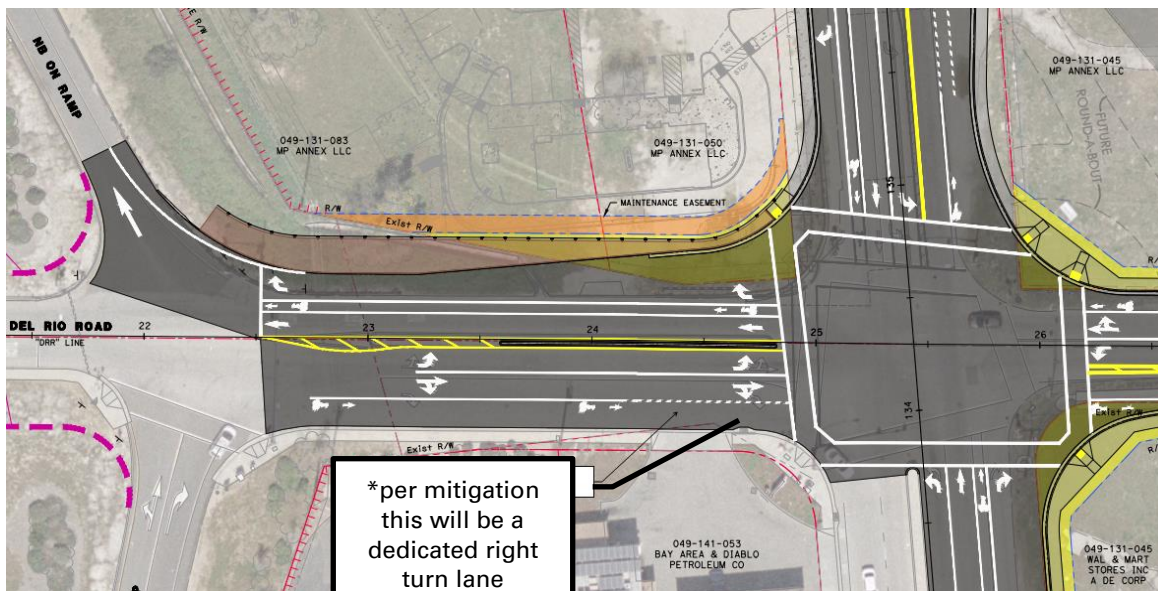 NB ON RAMP
E R/W
R/W
049-131-083
MP ANNEX LLC
049-131-050
MP ANNEX LLC
STOP
MAINTENANCE EASEMENT
Exist R/W
049-131-045
MP ANNEX LLC
FUTURE
ROUND-A-BOUT
135
R/
DEL RIO ROAD
"DRR" LINE
22
23
24
25
26
134
Exist R/W
Exist R/W
R/
*per mitigation
this will be a
dedicated right
turn lane
049-141-053
BAY AREA & DIABLO
PETROLEUM CO
049-131-045
WAL & MART
STORES INC
A DE CORP